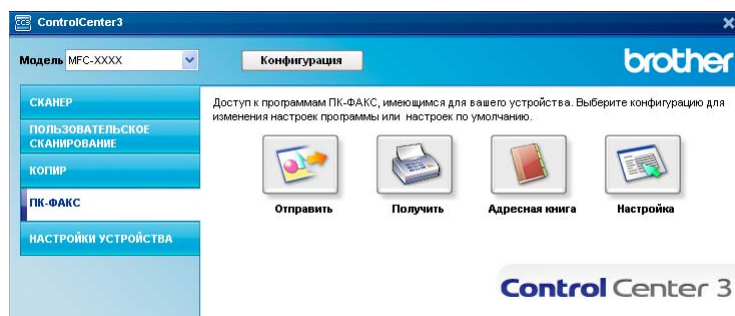 ControlCenter3
Модель MFC-XXXX
Конфигурация
brother
СКАНЕР
ПОЛЬЗОВАТЕЛЬСКОЕ
СКАНИРОВАНИЕ
КОПИР
ПК-ФАКС
НАСТРОЙКИ УСТРОЙСТВА
Доступ к программам ПК-ФАКС, имеющимся для вашего устройства. Выберите конфигурацию для
изменения настроек программы или настроек по умолчанию.
Отправить
Получить
Адресная книга
Настройка
Control Center 3